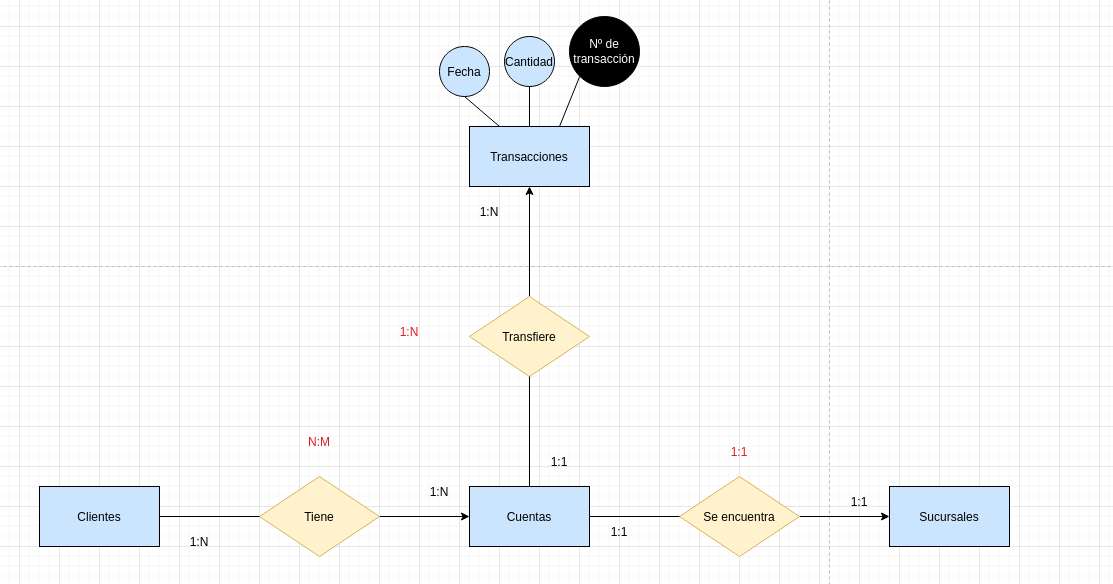 Fecha
Cantidad
Nº de
transacción
Transacciones
1:N
1:N
Transfiere
N:M
1:1
1:1
1:N
1:1
Clientes
Tiene
Cuentas
Se encuentra
Sucursales
1:N
1:1